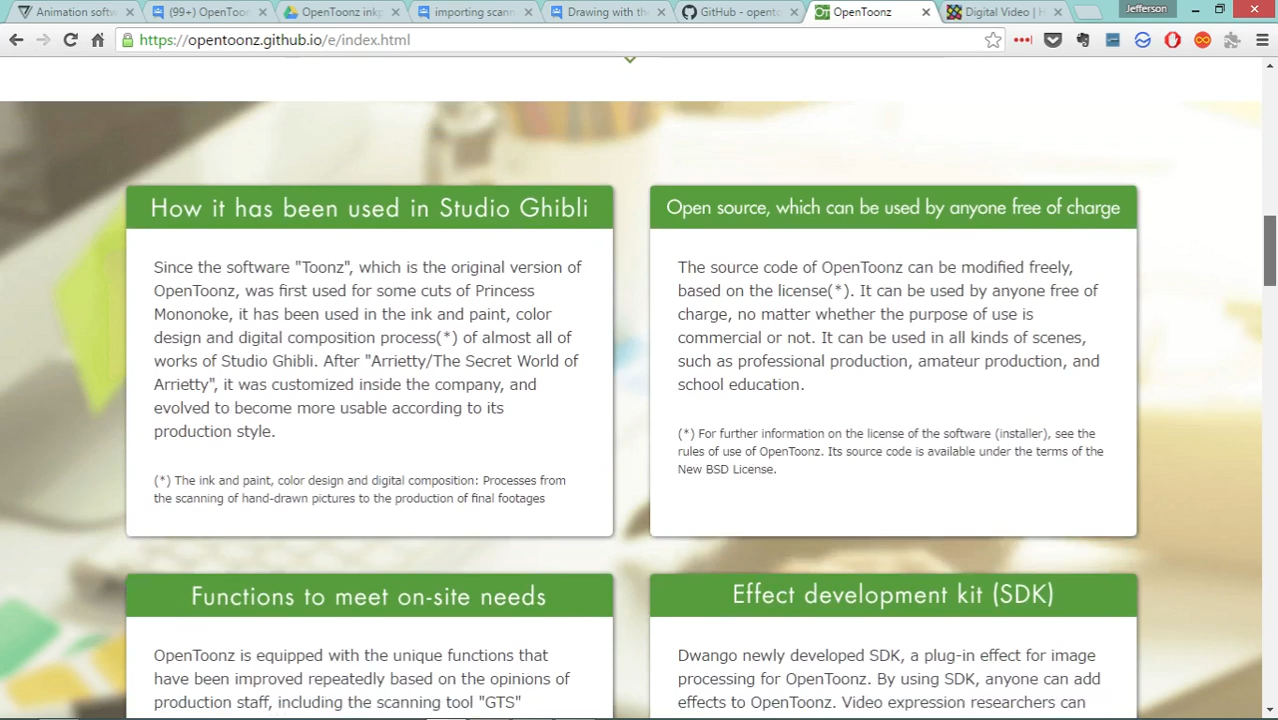 Animation softw
(99+) OpenToon
OpenToonz inkp
importing scann
Drawing with the
GitHub - opento
OpenToonz
Digital Video | H
Jefferson
https://opentoonz.github.io/e/index.html
How it has been used in Studio Ghibli
Since the software "Toonz", which is the original version of
OpenToonz, was first used for some cuts of Princess
Mononoke, it has been used in the ink and paint, color
design and digital composition process(*) of almost all of
works of Studio Ghibli. After "Arrietty/The Secret World of
Arrietty", it was customized inside the company, and
evolved to become more usable according to its
production style.
(*) The ink and paint, color design and digital composition: Processes from
the scanning of hand-drawn pictures to the production of final footages
Open source, which can be used by anyone free of charge
The source code of OpenToonz can be modified freely,
based on the license(*). It can be used by anyone free of
charge, no matter whether the purpose of use is
commercial or not. It can be used in all kinds of scenes,
such as professional production, amateur production, and
school education.
(*) For further information on the license of the software (installer), see the
rules of use of OpenToonz. Its source code is available under the terms of the
New BSD License.
Functions to meet on-site needs
OpenToonz is equipped with the unique functions that
have been improved repeatedly based on the opinions of
production staff, including the scanning tool "GTS"
Effect development kit (SDK)
Dwango newly developed SDK, a plug-in effect for image
processing for OpenToonz. By using SDK, anyone can add
effects to OpenToonz. Video expression researchers can